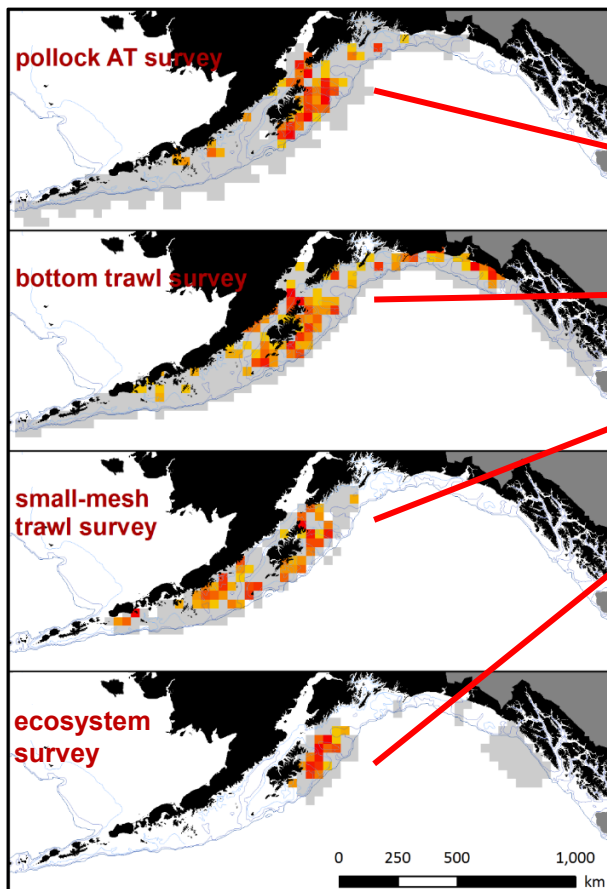 pollock AT survey
bottom trawl survey
small-mesh
trawl survey
ecosystem
survey
0 250 500 1,000
km